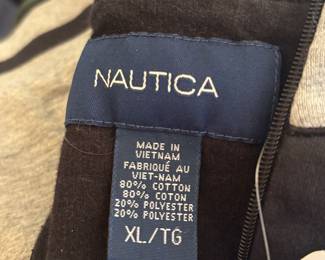 NAUTICA
MADE IN
VIETNAM
FABRIQUÉ AU
VIET-NAM
80% COTTON
80% COTON
20% POLYESTER
20% POLYESTER
XL/TG